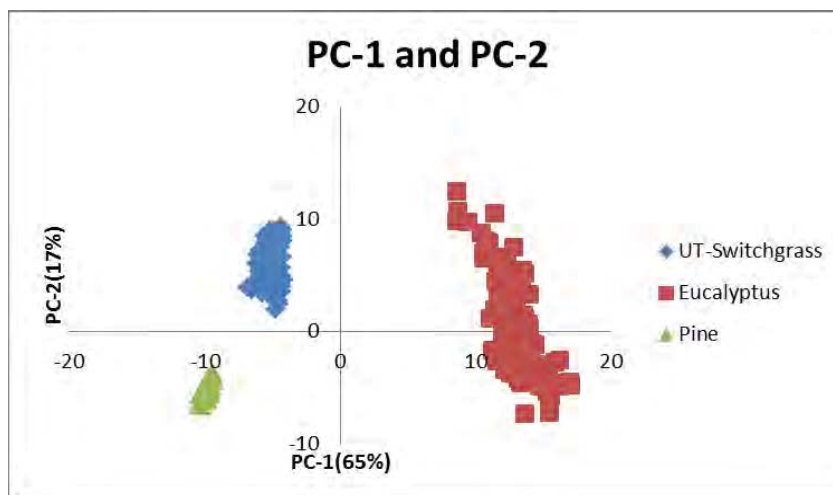 PC-1 and PC-2
20
10
0
-10
-20
-10
0
10
20
PC-2(17%)
PC-1(65%)
UT-Switchgrass
Eucalyptus
Pine